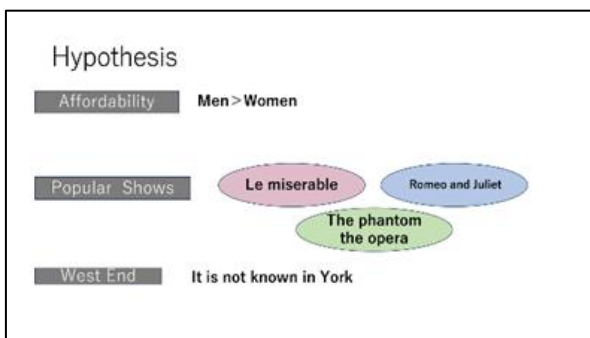 Hypothesis
Affordability
Men > Women
Popular Shows
Le miserable
Romeo and Juliet
The phantom
the opera
West End
It is not known in York